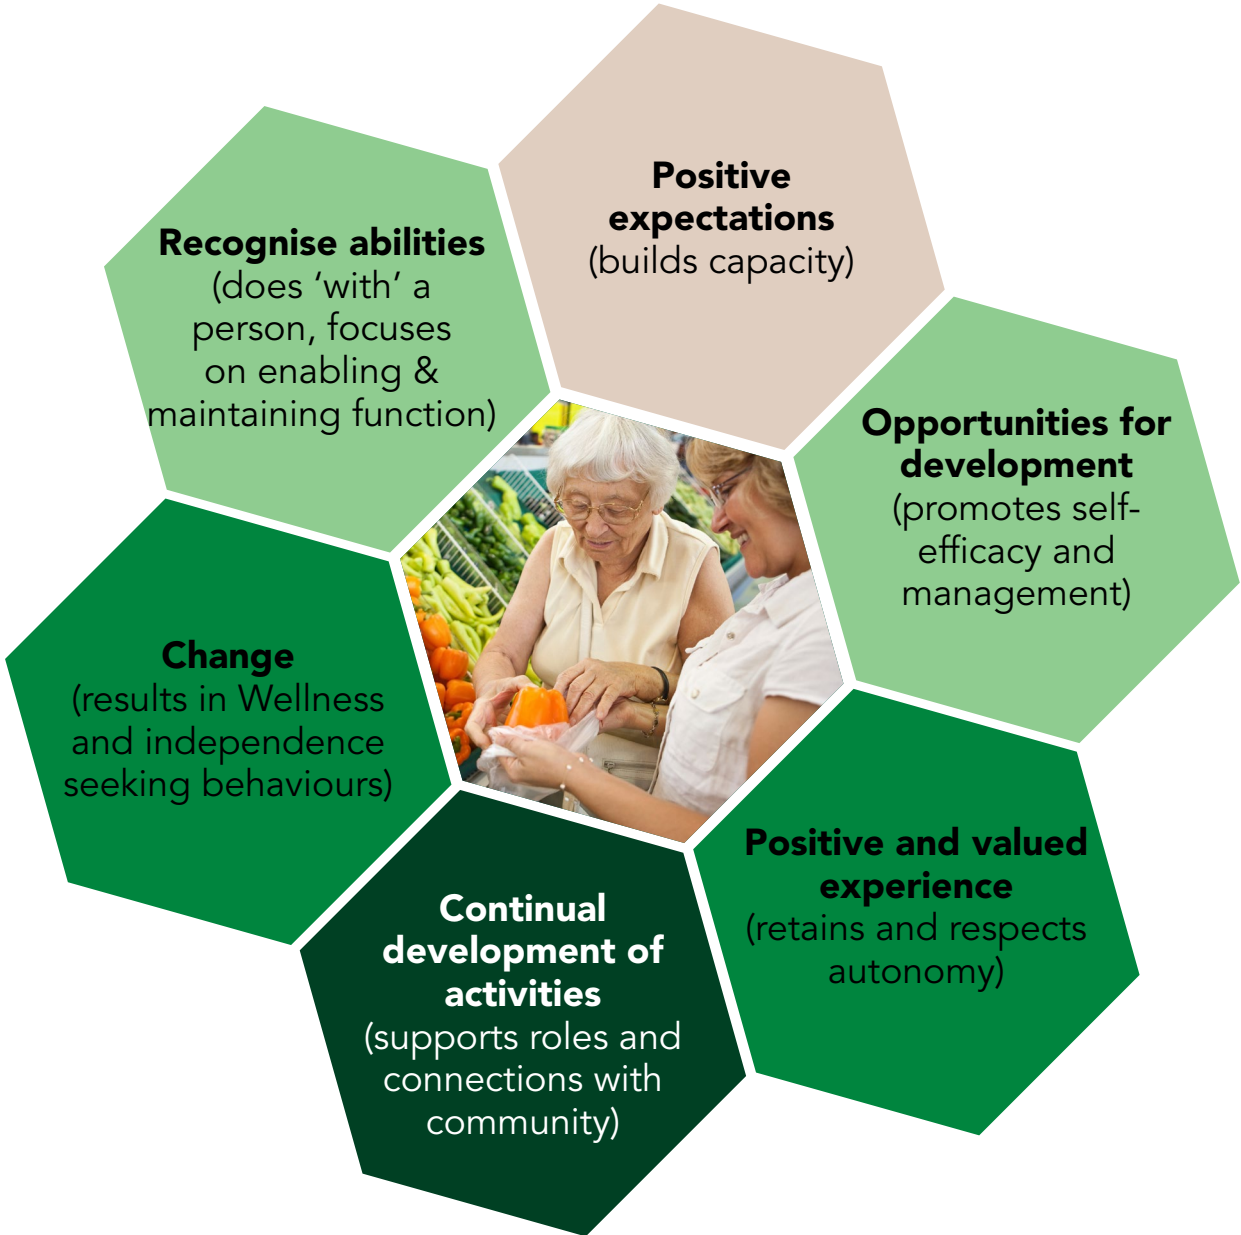 Positive
expectations
(builds capacity)
Recognise abilities
(does ‘with’ a
person, focuses
on enabling &
maintaining function)
Opportunities for
development
(promotes self-
efficacy and
management)
Change
(results in Wellness
and independence
seeking behaviours)
Positive and valued
experience
(retains and respects
autonomy)
Continual
development of
activities
(supports roles and
connections with
community)